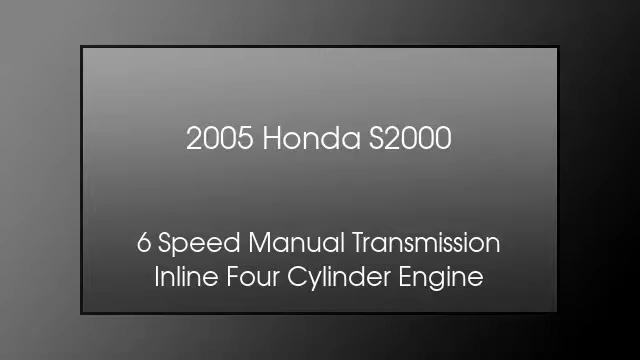 2005 Honda S2000
6 Speed Manual Transmission
Inline Four Cylinder Engine